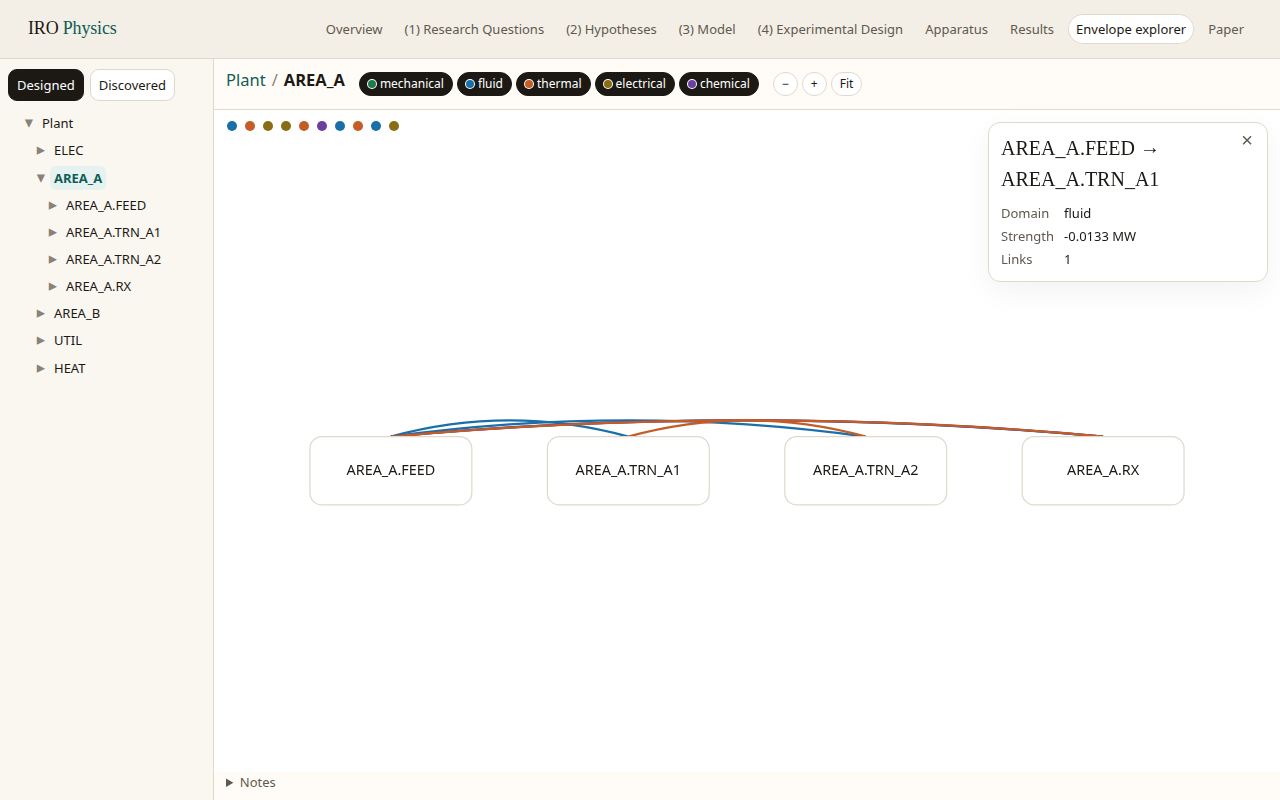 IRO Physics
Overview
(1) Research Questions
(2) Hypotheses
(3) Model
(4) Experimental Design
Apparatus
Results
Envelope explorer
Paper
Designed
Discovered
▼ Plant
▶ ELEC
▼ AREA_A
▶ AREA_A.FEED
▶ AREA_A.TRN_A1
▶ AREA_A.TRN_A2
▶ AREA_A.RX
▶ AREA_B
▶ UTIL
▶ HEAT
Plant / AREA_A
mechanical
fluid
thermal
electrical
chemical
−
+
Fit
AREA_A.FEED →
AREA_A.TRN_A1
×
Domain fluid
Strength -0.0133 MW
Links 1
AREA_A.FEED
AREA_A.TRN_A1
AREA_A.TRN_A2
AREA_A.RX
▶ Notes